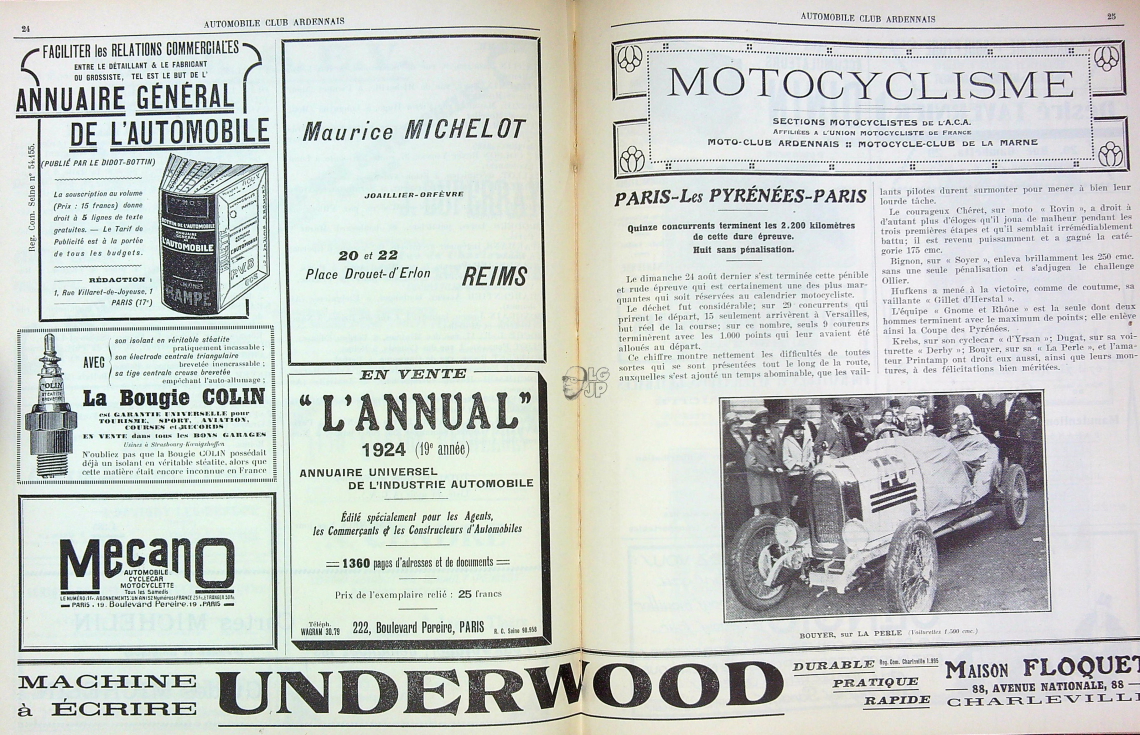 24
AUTOMOBILE CLUB ARDENNAIS
FACILITER les RELATIONS COMMERCIALES
ENTRE LE DÉTAILLANT & LE FABRICANT
OU GROSSISTE, TEL EST LE BUT DE L'
ANNUAIRE GÉNÉRAL
DE L'AUTOMOBILE
(PUBLIÉ PAR LE DIDOT-BOTTIN)
Reg. Com. Seine n° 54.155.
La souscription au volume
(Prix : 15 francs) donne
droit à 5 lignes de texte
gratuites. — Le Tarif de
Publicité est à la portée
de tous les budgets.
RÉDACTION :
1, Rue Villaret-de-Joyeuse, 1
PARIS (17e)
L'AUTOMOBILE
Maurice MICHELOT
JOAILLIER-ORFÈVRE
20 et 22
Place Drouet-d'Erlon
REIMS
COLIN
AVEC
son isolant en véritable stéatite
pratiquement incassable ;
son électrode centrale triangulaire
brevetée inencrassable ;
sa tige centrale creuse brevetée
empêchant l'auto-allumage ;
La Bougie COLIN
est GARANTIE UNIVERSELLE pour
TOURISME, SPORT, AVIATION,
COURSES et RECORDS
EN VENTE dans tous les BONS GARAGES
Usines à Strasbourg-Kœnigshoffen
N'oubliez pas que la Bougie COLIN possédait
déjà un isolant en véritable stéatite, alors que
cette matière était encore inconnue en France
EN VENTE
“ L'ANNUAL”
1924 (19e année)
ANNUAIRE UNIVERSEL
DE L'INDUSTRIE AUTOMOBILE
Édité spécialement pour les Agents,
les Commerçants & les Constructeurs d'Automobiles
1360 pages d'adresses et de documents
Prix de l'exemplaire relié : 25 francs
Téléph.
WAGRAM 30.79
222, Boulevard Pereire, PARIS
R. C. Seine 90.958
MecanO
AUTOMOBILE
CYCLECAR
MOTOCYCLETTE
Tous les Samedis
PARIS . 19. Boulevard Pereire. 19 . PARIS
AUTOMOBILE CLUB ARDENNAIS
25
MOTOCYCLISME
SECTIONS MOTOCYCLISTES DE L'A.C.A.
AFFILIÉES A L'UNION MOTOCYCLISTE DE FRANCE
MOTO-CLUB ARDENNAIS :: MOTOCYCLE-CLUB DE LA MARNE
PARIS-Les PYRÉNÉES-PARIS
Quinze concurrents terminent les 2.200 kilomètres
de cette dure épreuve.
Huit sans pénalisation.
Le dimanche 24 août dernier s'est terminée cette pénible
et rude épreuve qui est certainement une des plus mar-
quantes qui soit réservées au calendrier motocycliste.
Le déchet fut considérable; sur 29 concurrents qui
prirent le départ, 15 seulement arrivèrent à Versailles,
but réel de la course; sur ce nombre, seuls 9 coureurs
terminèrent avec les 1.000 points qui leur avaient été
alloués au départ.
Ce chiffre montre nettement les difficultés de toutes
sortes qui se sont présentées tout le long de la route,
auxquelles s'est ajouté un temps abominable, que les vail-
lants pilotes durent surmonter pour mener à bien leur
lourde tâche.
Le courageux Chéret, sur moto « Rovin », a droit à
d'autant plus d'éloges qu'il joua de malheur pendant les
trois premières étapes et qu'il semblait irrémédiablement
battu; il est revenu puissamment et a gagné la caté-
gorie 175 cmc.
Bignon, sur « Soyer », enleva brillamment les 250 cmc.
sans une seule pénalisation et s'adjugea le challenge
Ollier.
Hufkens a mené à la victoire, comme de coutume, sa
vaillante « Gillet d'Herstal ».
L'équipe « Gnome et Rhône » est la seule dont deux
hommes terminent avec le maximum de points; elle enlève
ainsi la Coupe des Pyrénées.
Krebs, sur son cyclecar « d'Yrsan »; Dugat, sur sa voi-
turette « Derby »; Bouyer, sur sa « La Perle », et l'ama-
teur Printamp ont droit eux aussi, ainsi que leurs mon-
tures, à des félicitations bien méritées.
LG
JP
BOUYER, sur LA PERLE (Voiturettes 1.500 cmc.)
MACHINE
à ÉCRIRE
UNDERWOOD
DURABLE
PRATIQUE
RAPIDE
Reg. Com. Charleville 1.995
MAISON FLOQUET
88, AVENUE NATIONALE, 88
CHARLEVILLE